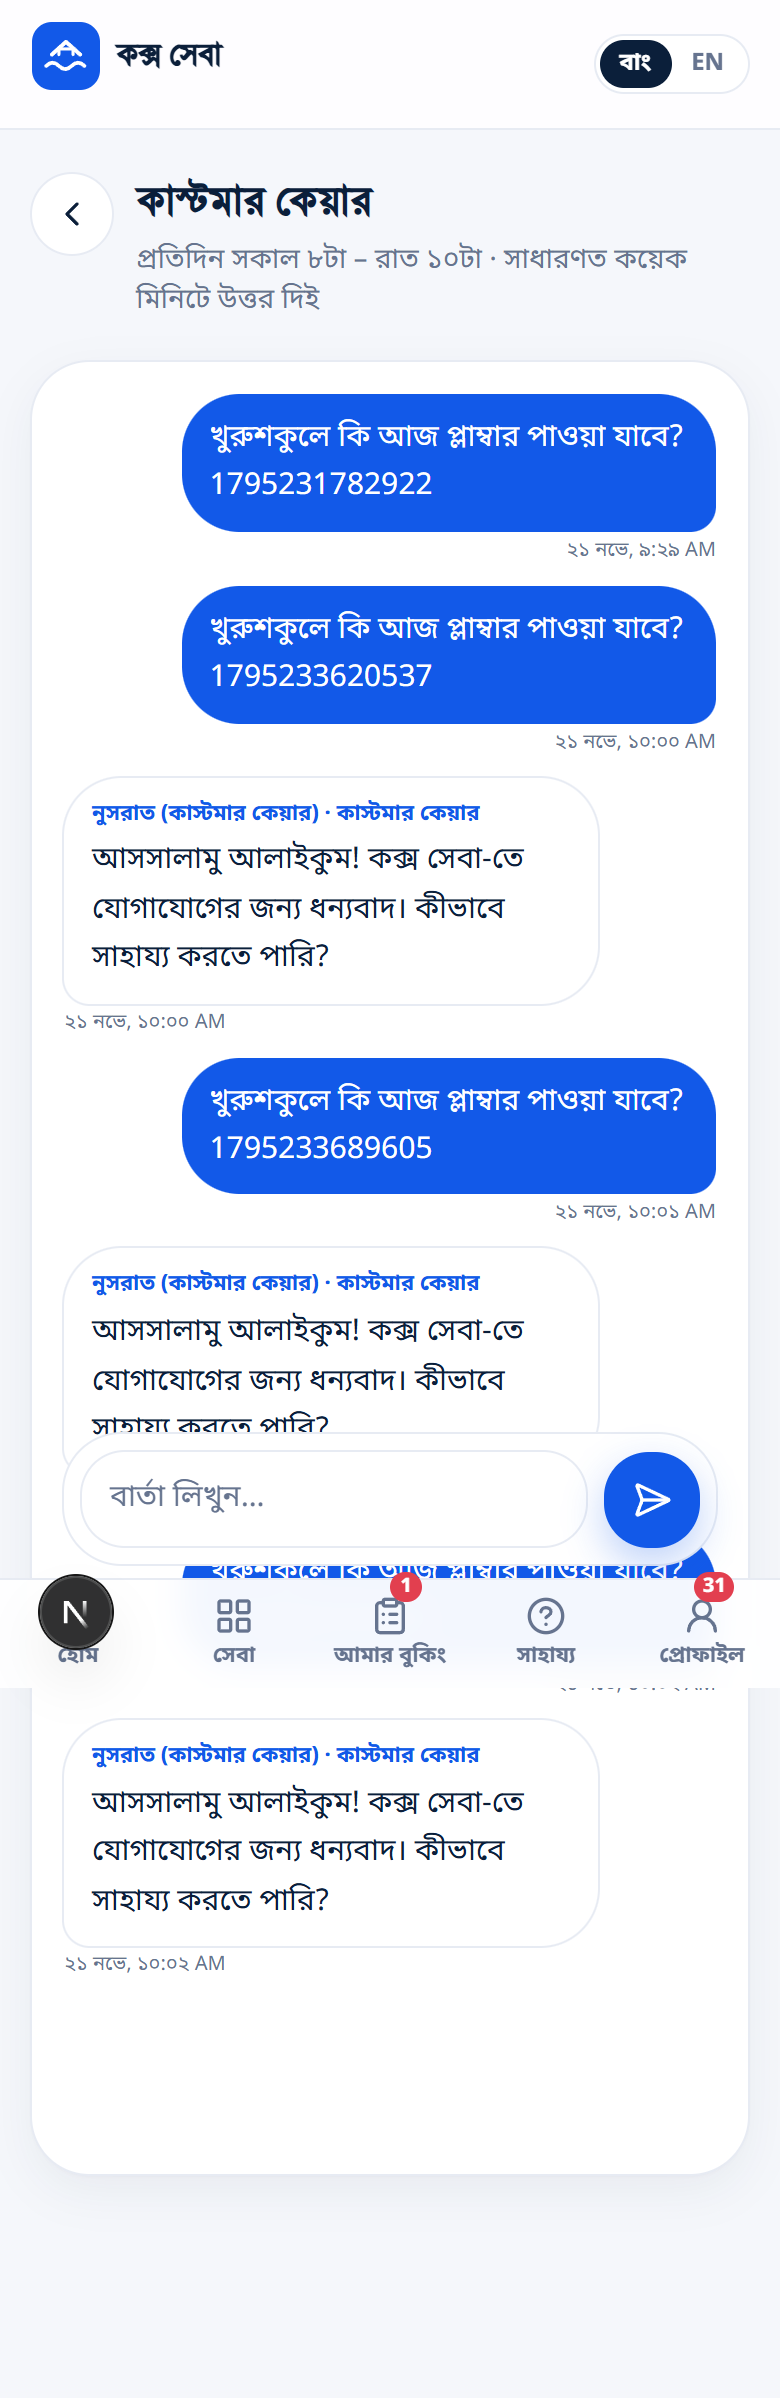 কক্স সেবা
বাং EN
কাস্টমার কেয়ার
প্রতিদিন সকাল ৮টা – রাত ১০টা · সাধারণত কয়েক
মিনিটে উত্তর দিই
খুরুশকুলে কি আজ প্লাম্বার পাওয়া যাবে?
1795231782922
২১ নভে, ৯:২৯ AM
খুরুশকুলে কি আজ প্লাম্বার পাওয়া যাবে?
1795233620537
২১ নভে, ১০:০০ AM
নুসরাত (কাস্টমার কেয়ার) · কাস্টমার কেয়ার
আসসালামু আলাইকুম! কক্স সেবা-তে
যোগাযোগের জন্য ধন্যবাদ। কীভাবে
সাহায্য করতে পারি?
২১ নভে, ১০:০০ AM
খুরুশকুলে কি আজ প্লাম্বার পাওয়া যাবে?
1795233689605
২১ নভে, ১০:০১ AM
নুসরাত (কাস্টমার কেয়ার) · কাস্টমার কেয়ার
আসসালামু আলাইকুম! কক্স সেবা-তে
যোগাযোগের জন্য ধন্যবাদ। কীভাবে
সাহায্য করতে পারি?
বার্তা লিখুন...
খুরুশকুলে কি আজ প্লাম্বার পাওয়া যাবে?
1 31
N
হোম সেবা আমার বুকিং সাহায্য প্রোফাইল
নুসরাত (কাস্টমার কেয়ার) · কাস্টমার কেয়ার
আসসালামু আলাইকুম! কক্স সেবা-তে
যোগাযোগের জন্য ধন্যবাদ। কীভাবে
সাহায্য করতে পারি?
২১ নভে, ১০:০২ AM